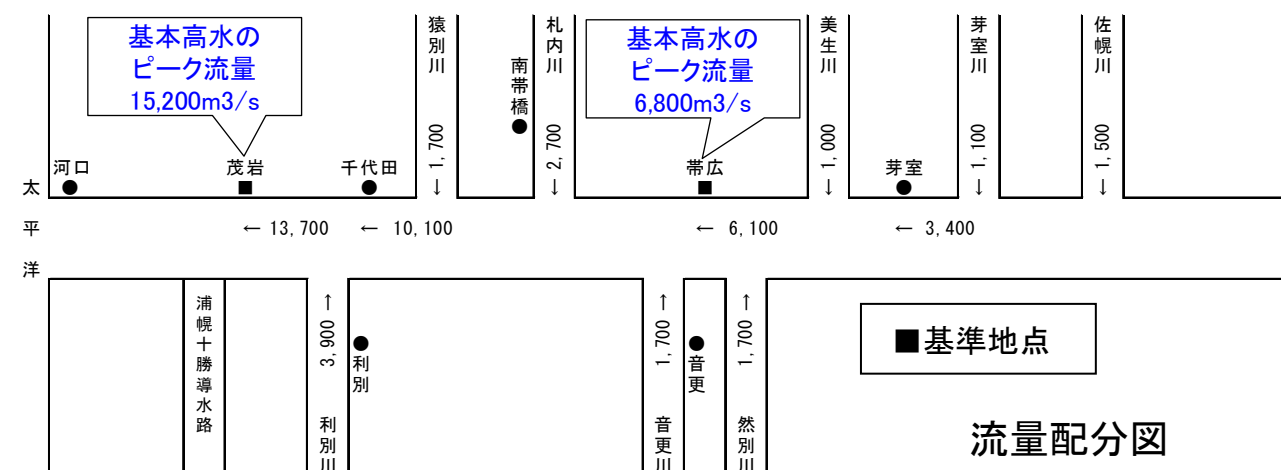 基本高水の
ピーク流量
15,200m3/s
猿別川
← 1,700
南帯橋
●
札内川
← 2,700
基本高水の
ピーク流量
6,800m3/s
美生川
← 1,000
芽室川
← 1,100
佐幌川
← 1,500
河口
●
茂岩
■
千代田
●
帯広
■
芽室
●
太平洋
← 13,700
← 10,100
← 6,100
← 3,400
浦幌十勝導水路
3,900 →
利別川
●利別
1,700 →
音更川
●音更
1,700 →
然別川
■基準地点
流量配分図